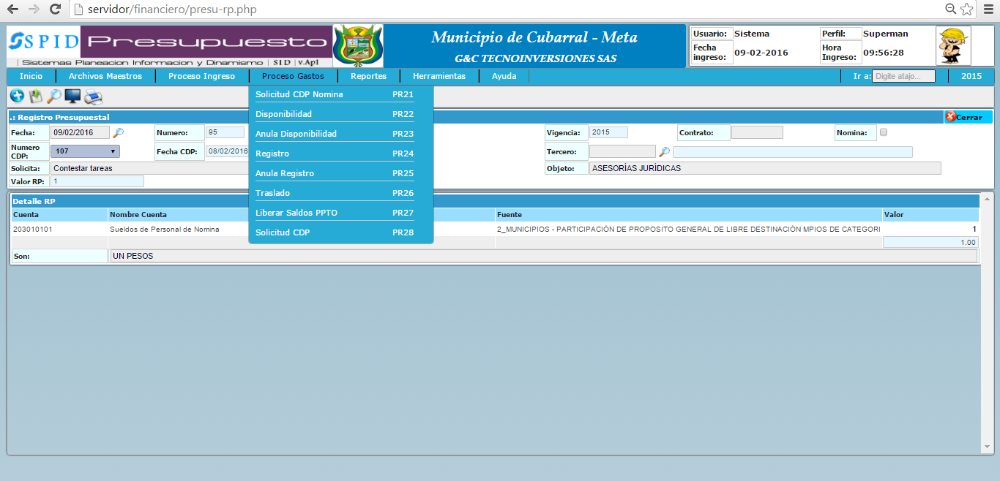 servidor/financiero/presu-rp.php
SPID Presupuesto
| Sistemas Planeacion Informacion y Dinamismo | SID | v.Ap1
Municipio de Cubarral - Meta
G&C TECNOINVERSIONES SAS
Usuario: Sistema Perfil: Superman
Fecha ingreso: 09-02-2016 Hora Ingreso: 09:56:28
Inicio Archivos Maestros Proceso Ingreso Proceso Gastos Reportes Herramientas Ayuda Ir a: Digite atajo... 2015
Solicitud CDP Nomina PR21
Disponibilidad PR22
Anula Disponibilidad PR23
Registro PR24
Anula Registro PR25
Traslado PR26
Liberar Saldos PPTO PR27
Solicitud CDP PR28
.: Registro Presupuestal Cerrar
Fecha: 09/02/2016 Numero: 95 Vigencia: 2015 Contrato: Nomina:
Numero CDP: 107 Fecha CDP: 08/02/2016 Tercero:
Solicita: Contestar tareas Objeto: ASESORÍAS JURÍDICAS
Valor RP: 1
Detalle RP
Cuenta Nombre Cuenta Fuente Valor
203010101 Sueldos de Personal de Nomina 2_MUNICIPIOS - PARTICIPACIÓN DE PROPOSITO GENERAL DE LIBRE DESTINACIÓN MPIOS DE CATEGORI 1
1.00
Son: UN PESOS